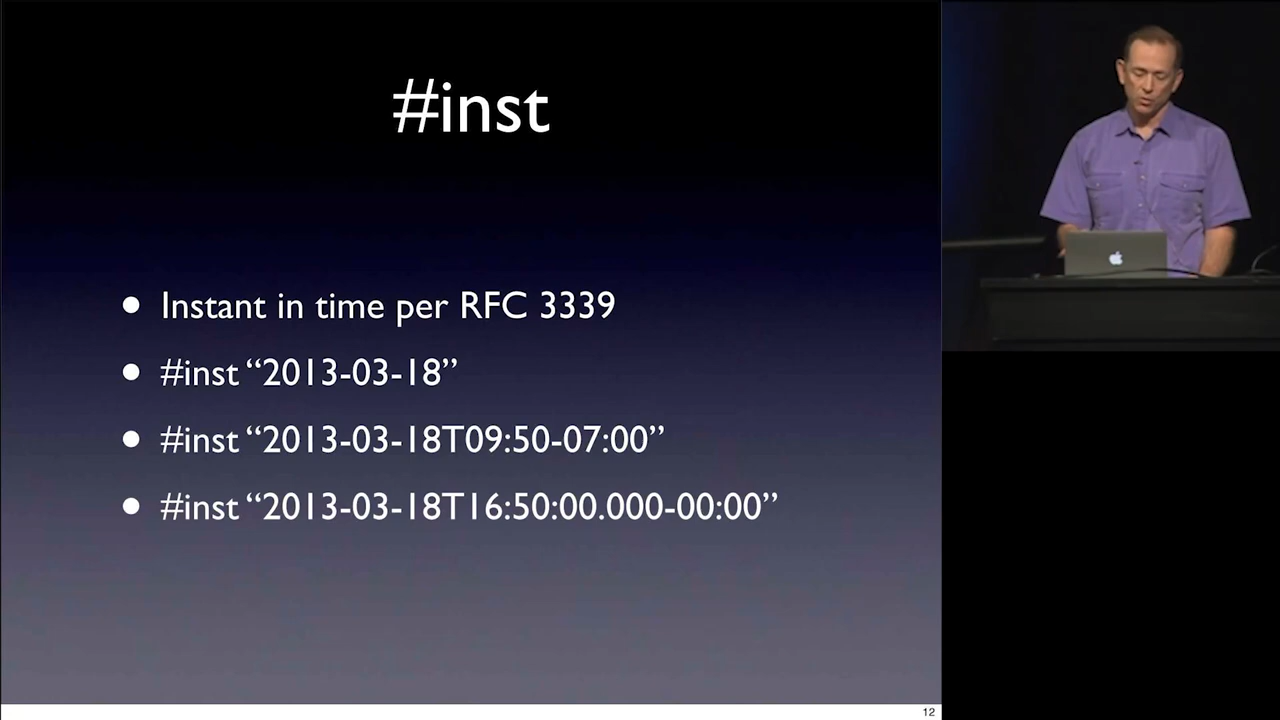 #inst
• Instant in time per RFC 3339
• #inst “2013-03-18”
• #inst “2013-03-18T09:50-07:00”
• #inst “2013-03-18T16:50:00.000-00:00”
12